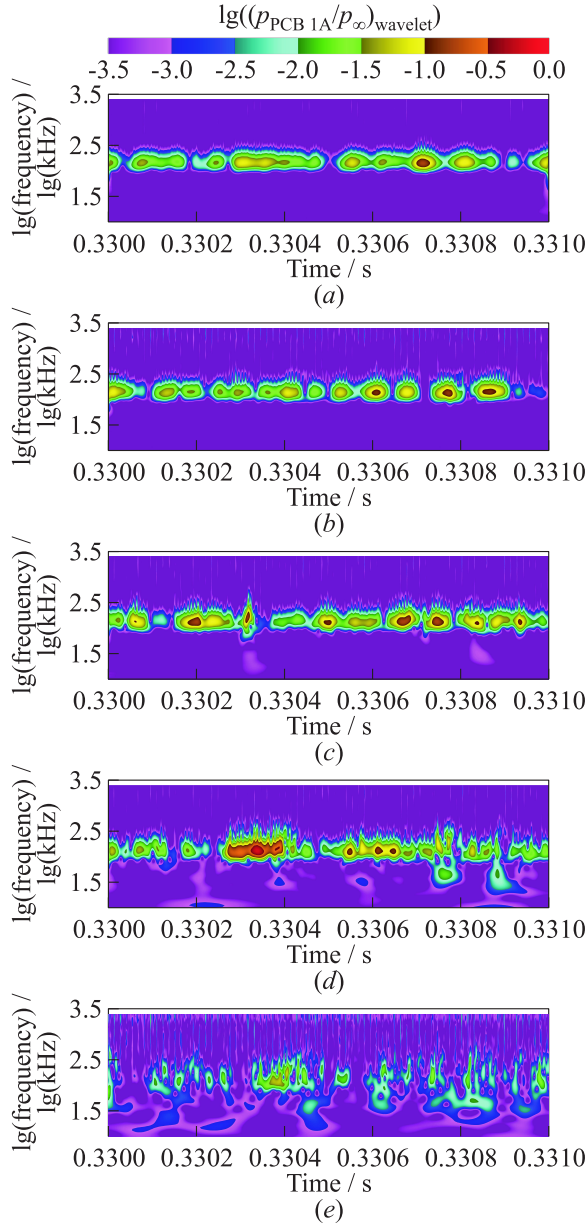 lg((p_PCB 1A/p_∞)_wavelet)
-3.5 -3.0 -2.5 -2.0 -1.5 -1.0 -0.5 0.0
lg(frequency) /
lg(kHz)
3.5
2.5
1.5
0.3300 0.3302 0.3304 0.3306 0.3308 0.3310
Time / s
(a)
lg(frequency) /
lg(kHz)
3.5
2.5
1.5
0.3300 0.3302 0.3304 0.3306 0.3308 0.3310
Time / s
(b)
lg(frequency) /
lg(kHz)
3.5
2.5
1.5
0.3300 0.3302 0.3304 0.3306 0.3308 0.3310
Time / s
(c)
lg(frequency) /
lg(kHz)
3.5
2.5
1.5
0.3300 0.3302 0.3304 0.3306 0.3308 0.3310
Time / s
(d)
lg(frequency) /
lg(kHz)
3.5
2.5
1.5
0.3300 0.3302 0.3304 0.3306 0.3308 0.3310
Time / s
(e)